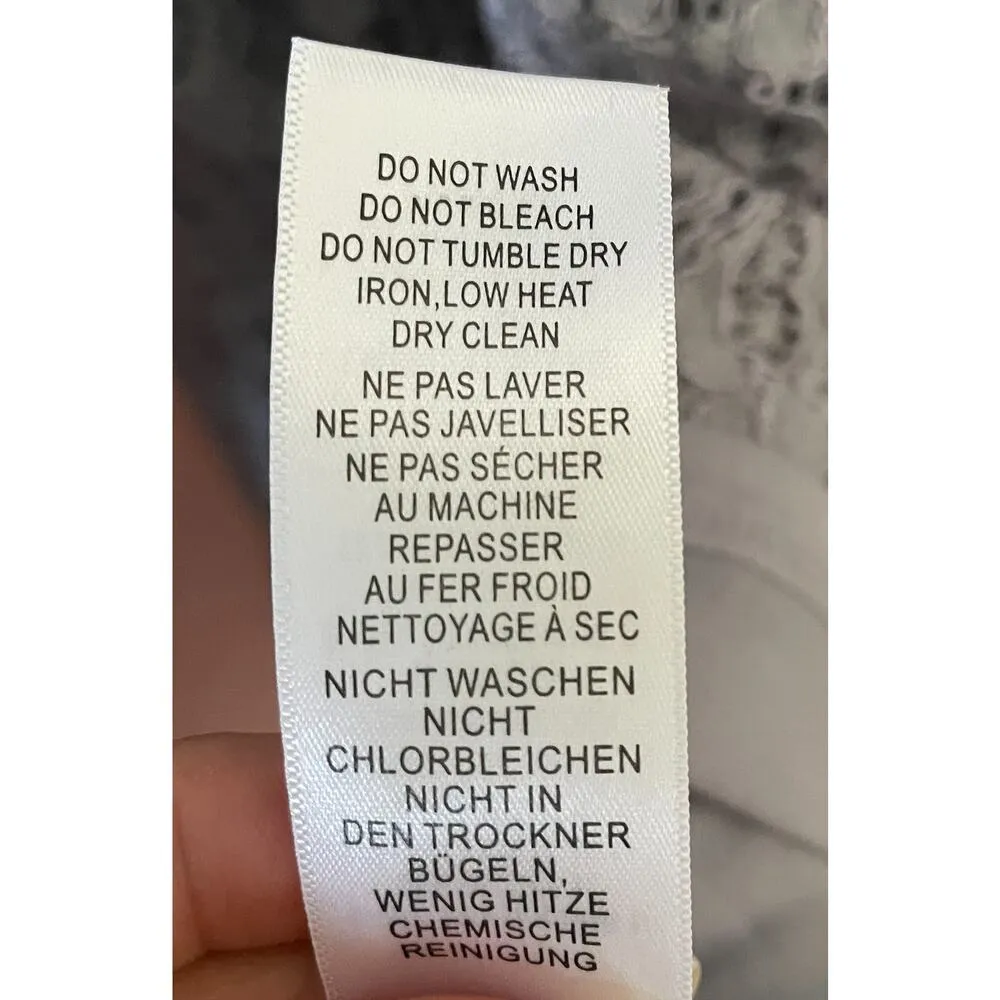 DO NOT WASH
DO NOT BLEACH
DO NOT TUMBLE DRY
IRON,LOW HEAT
DRY CLEAN
NE PAS LAVER
NE PAS JAVELLISER
NE PAS SÉCHER
AU MACHINE
REPASSER
AU FER FROID
NETTOYAGE À SEC
NICHT WASCHEN
NICHT
CHLORBLEICHEN
NICHT IN
DEN TROCKNER
BÜGELN,
WENIG HITZE
CHEMISCHE
REINIGUNG